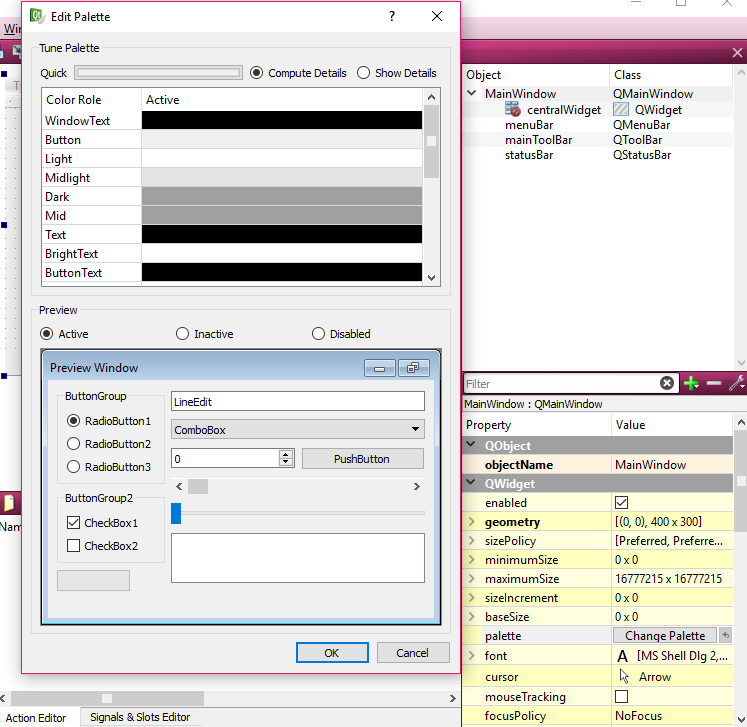 Edit Palette
?
Tune Palette
Quick
Compute Details
Show Details
Color Role Active
WindowText
Button
Light
Midlight
Dark
Mid
Text
BrightText
ButtonText
Preview
Active
Inactive
Disabled
Preview Window
ButtonGroup
RadioButton1
RadioButton2
RadioButton3
ButtonGroup2
CheckBox1
CheckBox2
LineEdit
ComboBox
0
PushButton
OK
Cancel
Action Editor
Signals & Slots Editor
Object Class
MainWindow QMainWindow
centralWidget QWidget
menuBar QMenuBar
mainToolBar QToolBar
statusBar QStatusBar
Filter
MainWindow : QMainWindow
Property Value
QObject
objectName MainWindow
QWidget
enabled
geometry [(0, 0), 400 x 300]
sizePolicy [Preferred, Preferre...
minimumSize 0 x 0
maximumSize 16777215 x 16777215
sizeIncrement 0 x 0
baseSize 0 x 0
palette Change Palette
font A [MS Shell Dlg 2,...
cursor Arrow
mouseTracking
focusPolicy NoFocus